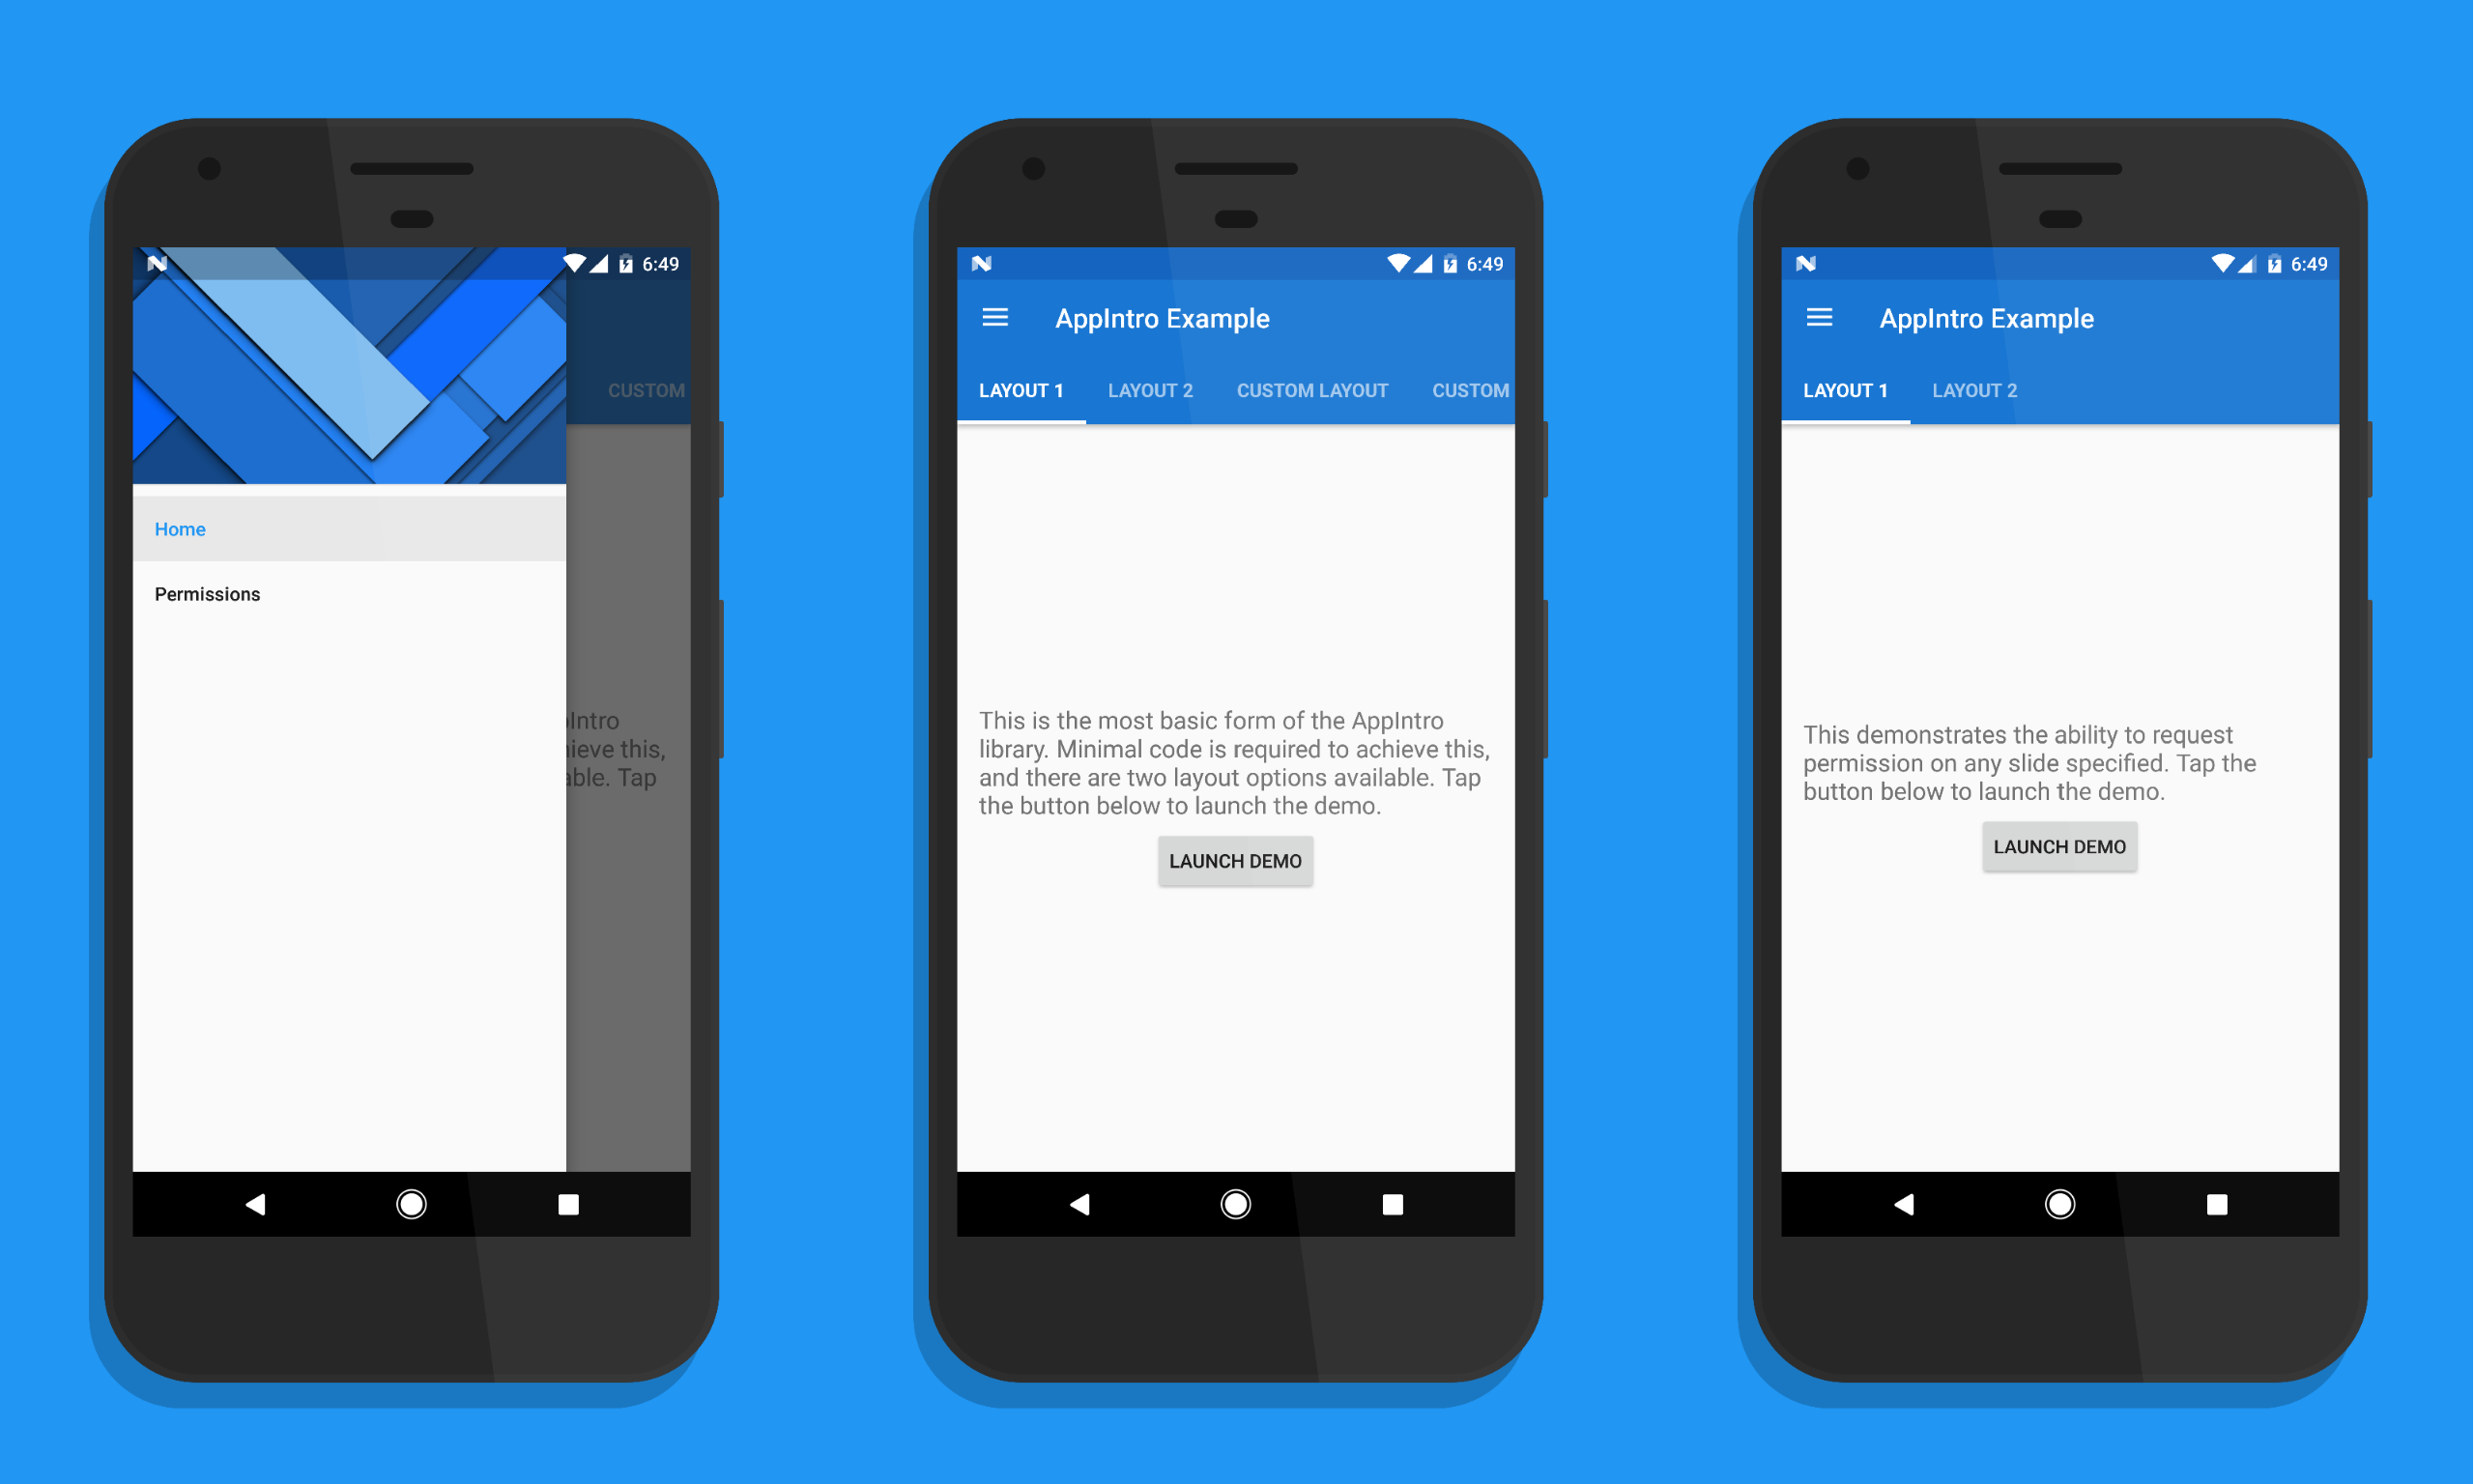 6:49
CUSTOM
Home
Permissions
Intro
ieve this,
able. Tap
6:49
AppIntro Example
LAYOUT 1 LAYOUT 2 CUSTOM LAYOUT CUSTOM
This is the most basic form of the AppIntro
library. Minimal code is required to achieve this,
and there are two layout options available. Tap
the button below to launch the demo.
LAUNCH DEMO
6:49
AppIntro Example
LAYOUT 1 LAYOUT 2
This demonstrates the ability to request
permission on any slide specified. Tap the
button below to launch the demo.
LAUNCH DEMO